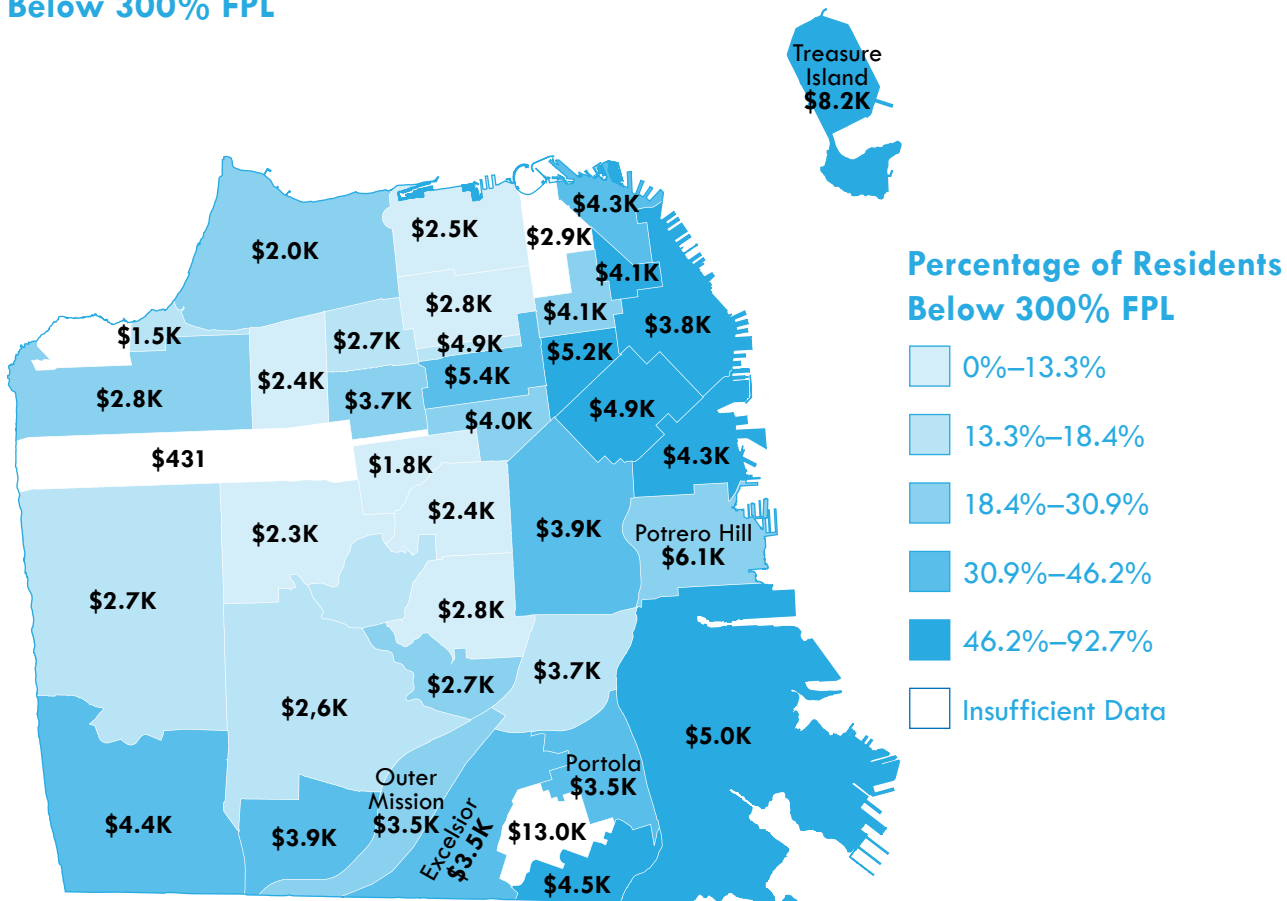 Below 300% FPL
Treasure
Island
$8.2K
$4.3K
$2.5K
$2.9K
$2.0K
$4.1K
$2.8K
$4.1K
$3.8K
$1.5K
$2.7K
$4.9K
$5.2K
$5.4K
$2.4K
$2.8K
$3.7K
$4.9K
$4.0K
$431
$1.8K
$4.3K
$2.4K
$2.3K
$3.9K
Potrero Hill
$6.1K
$2.7K
$2.8K
$3.7K
$2.7K
$2,6K
$5.0K
Portola
$3.5K
Outer
Mission
$3.5K
Excelsior
$3.5K
$4.4K
$3.9K
$13.0K
$4.5K
Percentage of Residents
Below 300% FPL
0%–13.3%
13.3%–18.4%
18.4%–30.9%
30.9%–46.2%
46.2%–92.7%
Insufficient Data